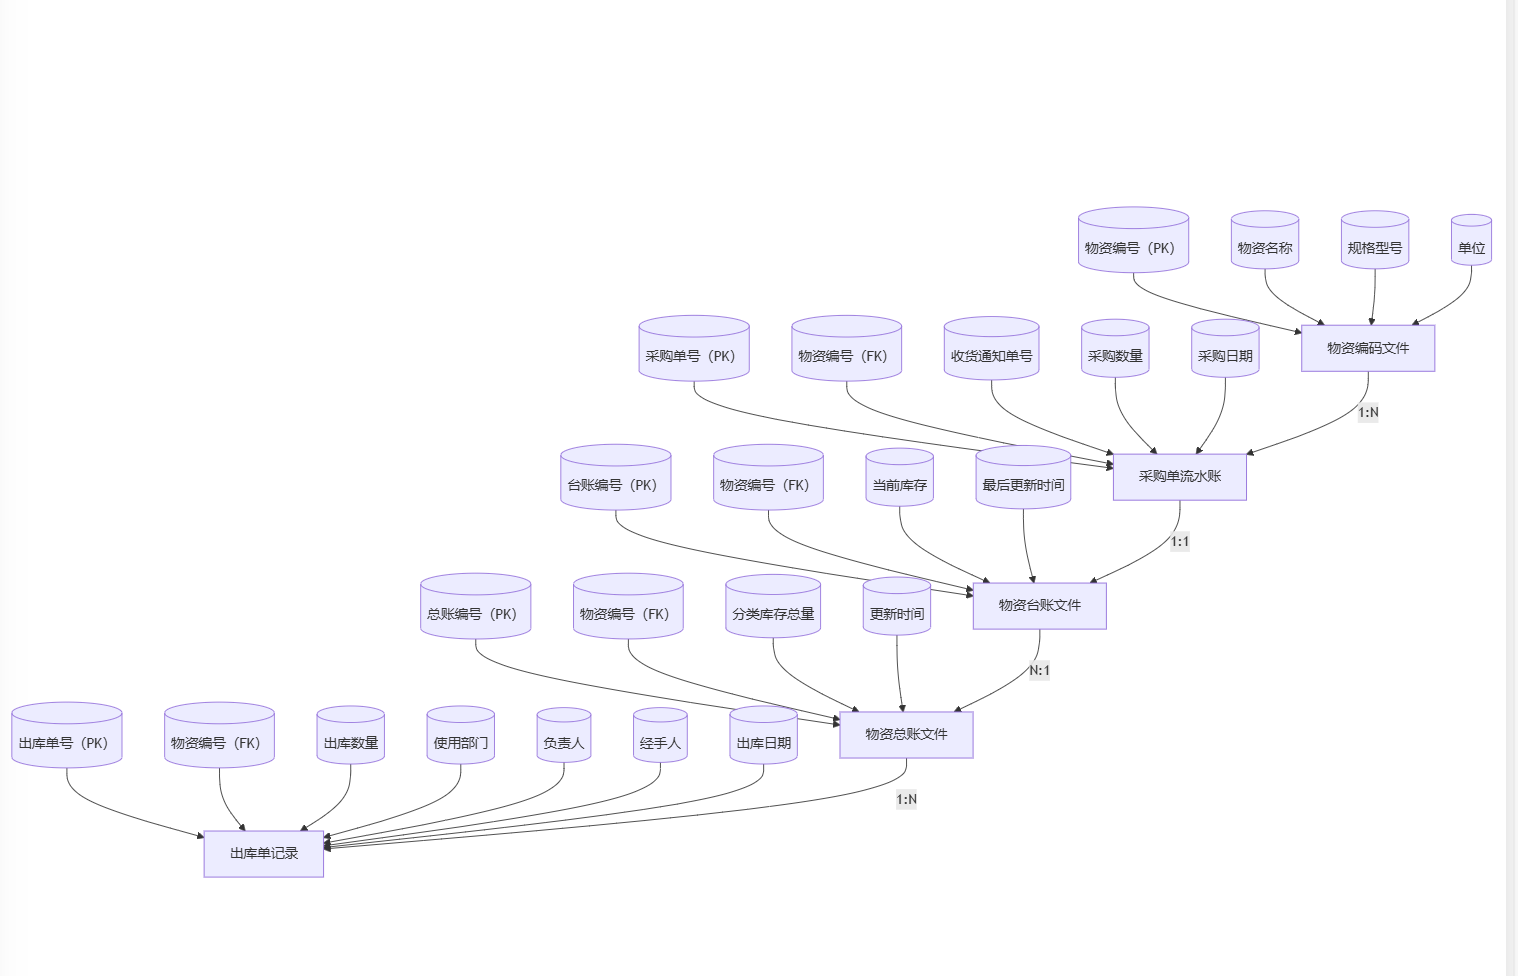 物资编号（PK）
物资名称
规格型号
单位
采购单号（PK）
物资编号（FK）
收货通知单号
采购数量
采购日期
物资编码文件
1:N
台账编号（PK）
物资编号（FK）
当前库存
最后更新时间
采购单流水账
1:1
总账编号（PK）
物资编号（FK）
分类库存总量
更新时间
物资台账文件
N:1
出库单号（PK）
物资编号（FK）
出库数量
使用部门
负责人
经手人
出库日期
物资总账文件
1:N
出库单记录